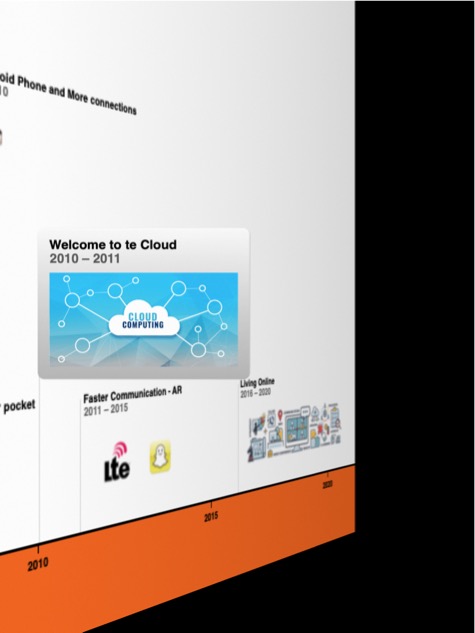 oid Phone and More connections
10
Welcome to te Cloud
2010 – 2011
CLOUD
COMPUTING
pocket
Faster Communication - AR
2011 – 2015
Lte
Living Online
2016 – 2020
2010
2015
2020